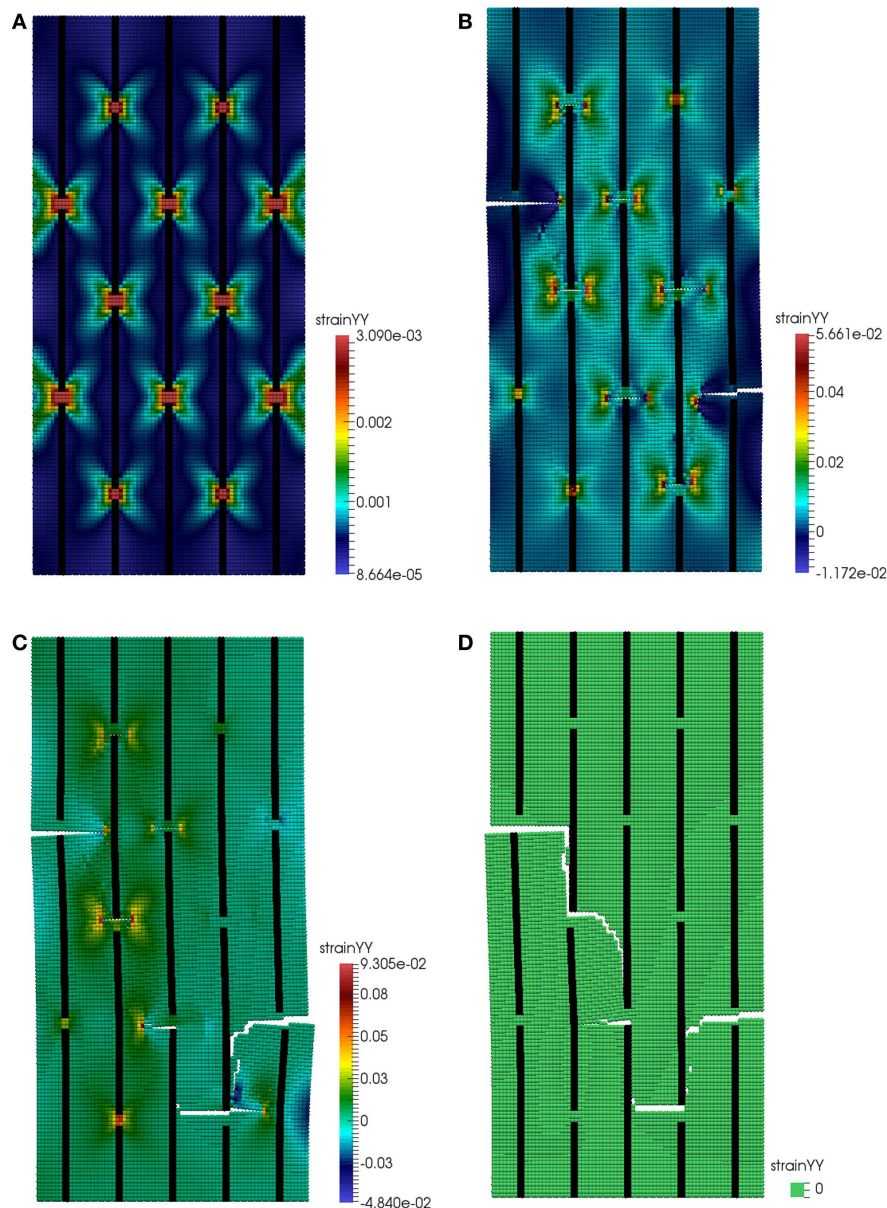 A
strainYY
3.090e-03
0.002
0.001
8.664e-05
B
strainYY
5.661e-02
0.04
0.02
0
-1.172e-02
C
strainYY
9.305e-02
0.08
0.05
0.03
0
-0.03
-4.840e-02
D
strainYY
0